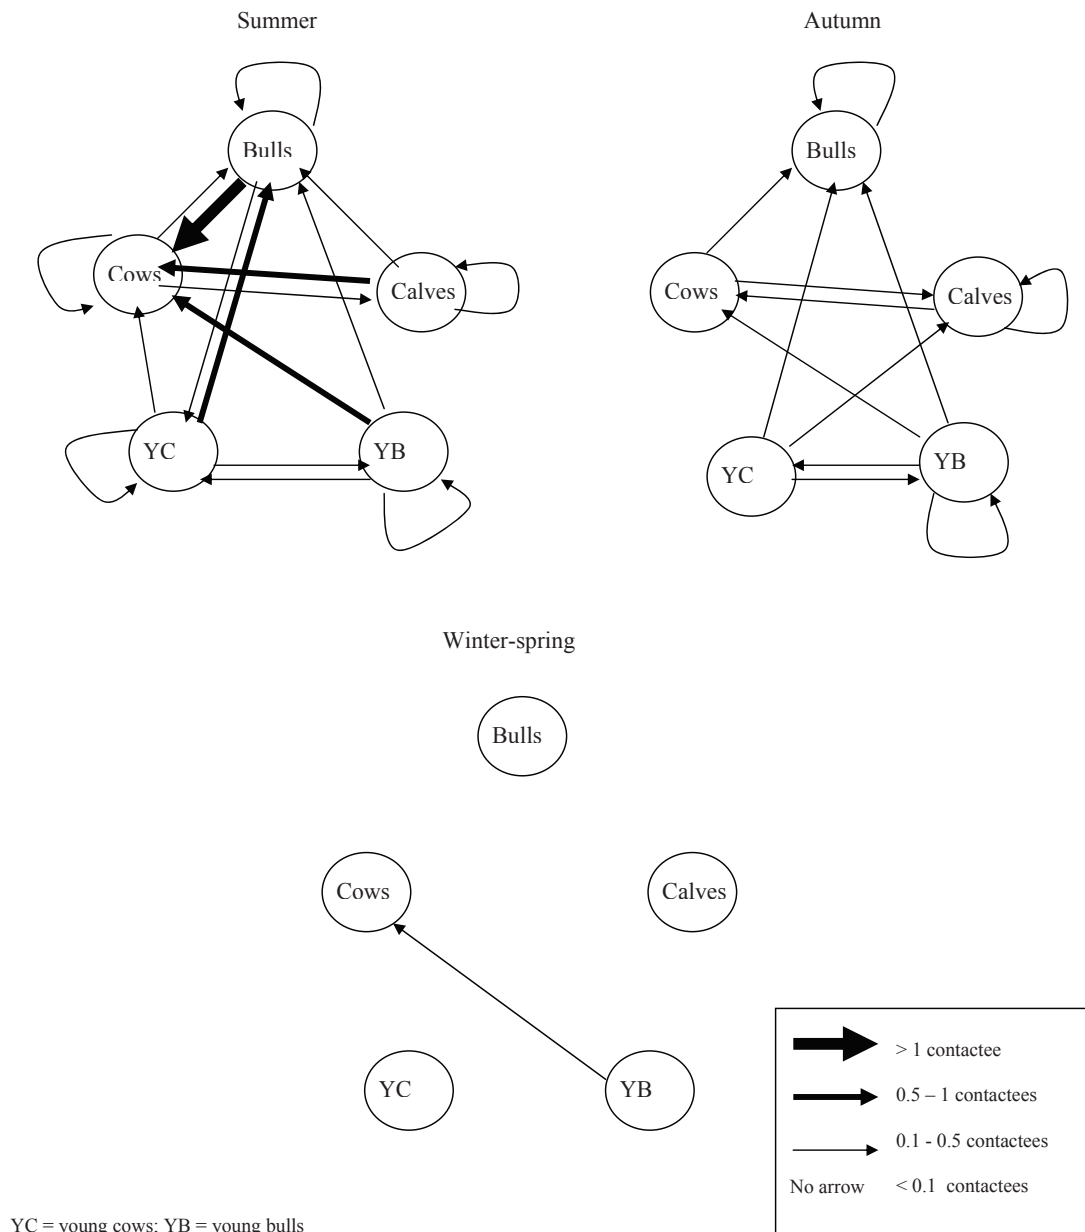 Summer
Autumn
Bulls
Cows
Calves
YC
YB
Bulls
Cows
Calves
YC
YB
Winter-spring
Bulls
Cows
Calves
YC
YB
> 1 contactee
0.5 – 1 contactees
0.1 - 0.5 contactees
No arrow < 0.1 contactees
YC = young cows; YB = young bulls